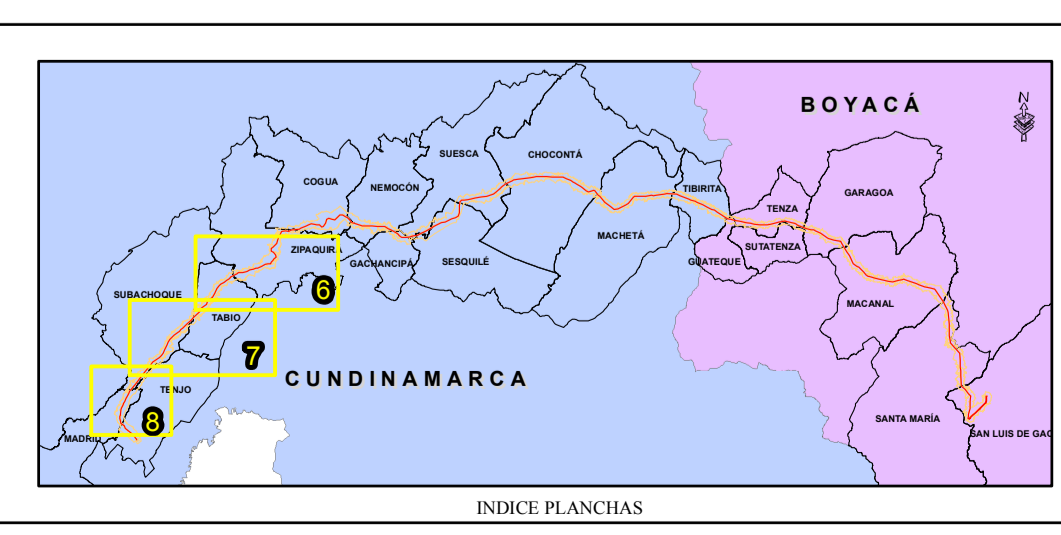 BOYACÁ
N
SUESCA
CHOCONTÁ
COGUA
NEMOCÓN
TIBIRITA
GARAGOA
TENZA
MACHETÁ
ZIPAQUIRA
SUTATENZA
GACHANCIPÁ
SESQUILÉ
GUATEQUE
6
SUBACHOQUE
MACANAL
TABIO
7
CUNDINAMARCA
TENJO
8
SANTA MARÍA
MADRID
SAN LUIS DE GAC
INDICE PLANCHAS